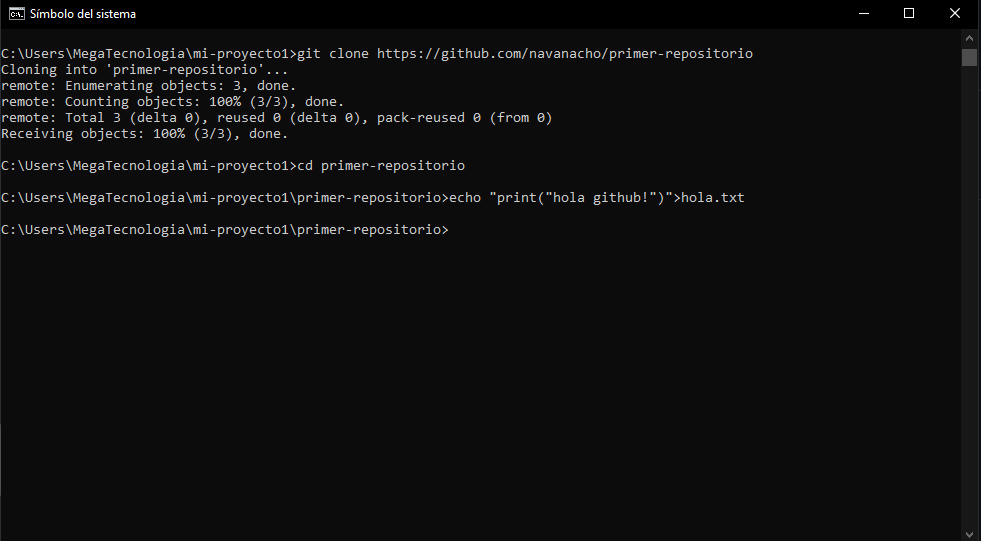 Símbolo del sistema
C:\Users\MegaTecnologia\mi-proyecto1>git clone https://github.com/navanacho/primer-repositorio
Cloning into 'primer-repositorio'...
remote: Enumerating objects: 3, done.
remote: Counting objects: 100% (3/3), done.
remote: Total 3 (delta 0), reused 0 (delta 0), pack-reused 0 (from 0)
Receiving objects: 100% (3/3), done.
C:\Users\MegaTecnologia\mi-proyecto1>cd primer-repositorio
C:\Users\MegaTecnologia\mi-proyecto1\primer-repositorio>echo "print("hola github!")">hola.txt
C:\Users\MegaTecnologia\mi-proyecto1\primer-repositorio>